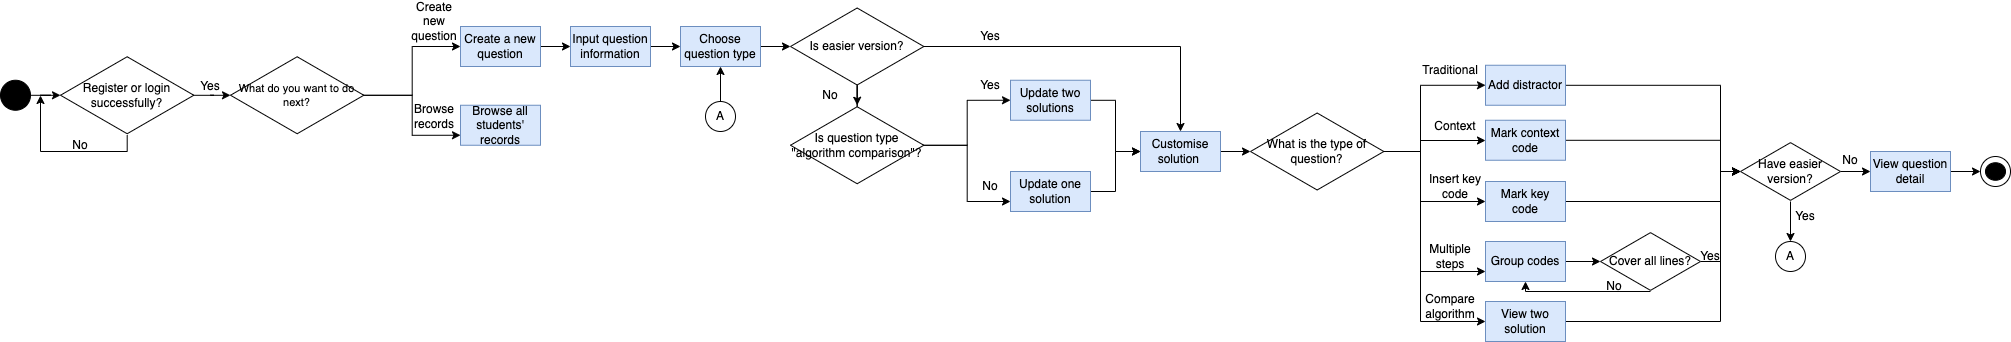 Register or login
successfully?
No
Yes
What do you want to do
next?
Create
new
question
Browse
records
Create a new
question
Browse all
students'
records
Input question
information
Choose
question type
A
Is easier version?
Yes
No
Is question type
"algorithm comparison"?
Yes
No
Update two
solutions
Update one
solution
Customise
solution
What is the type of
question?
Traditional
Add distractor
Context
Mark context
code
Insert key
code
Mark key
code
Multiple
steps
Group codes
Cover all lines?
Yes
No
Compare
algorithm
View two
solution
Have easier
version?
No
Yes
A
View question
detail